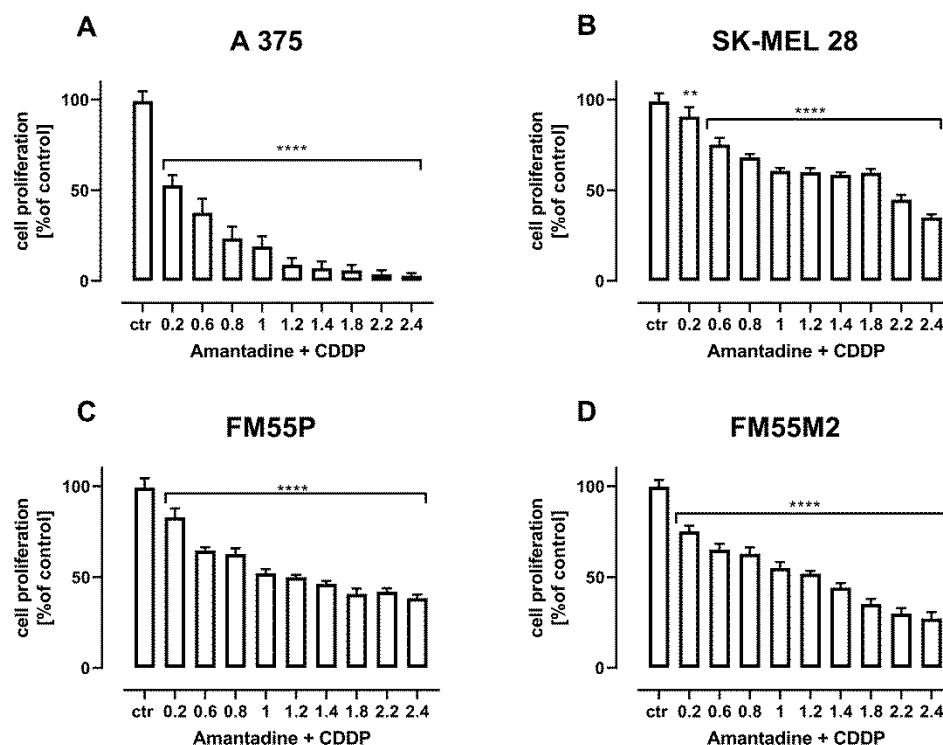 A
A 375
cell proliferation
[%of control]
100
50
0
****
ctr 0.2 0.6 0.8 1 1.2 1.4 1.8 2.2 2.4
Amantadine + CDDP
B
SK-MEL 28
cell proliferation
[%of control]
100
50
0
**
****
ctr 0.2 0.6 0.8 1 1.2 1.4 1.8 2.2 2.4
Amantadine + CDDP
C
FM55P
cell proliferation
[%of control]
100
50
0
****
ctr 0.2 0.6 0.8 1 1.2 1.4 1.8 2.2 2.4
Amantadine + CDDP
D
FM55M2
cell proliferation
[%of control]
100
50
0
****
ctr 0.2 0.6 0.8 1 1.2 1.4 1.8 2.2 2.4
Amantadine + CDDP